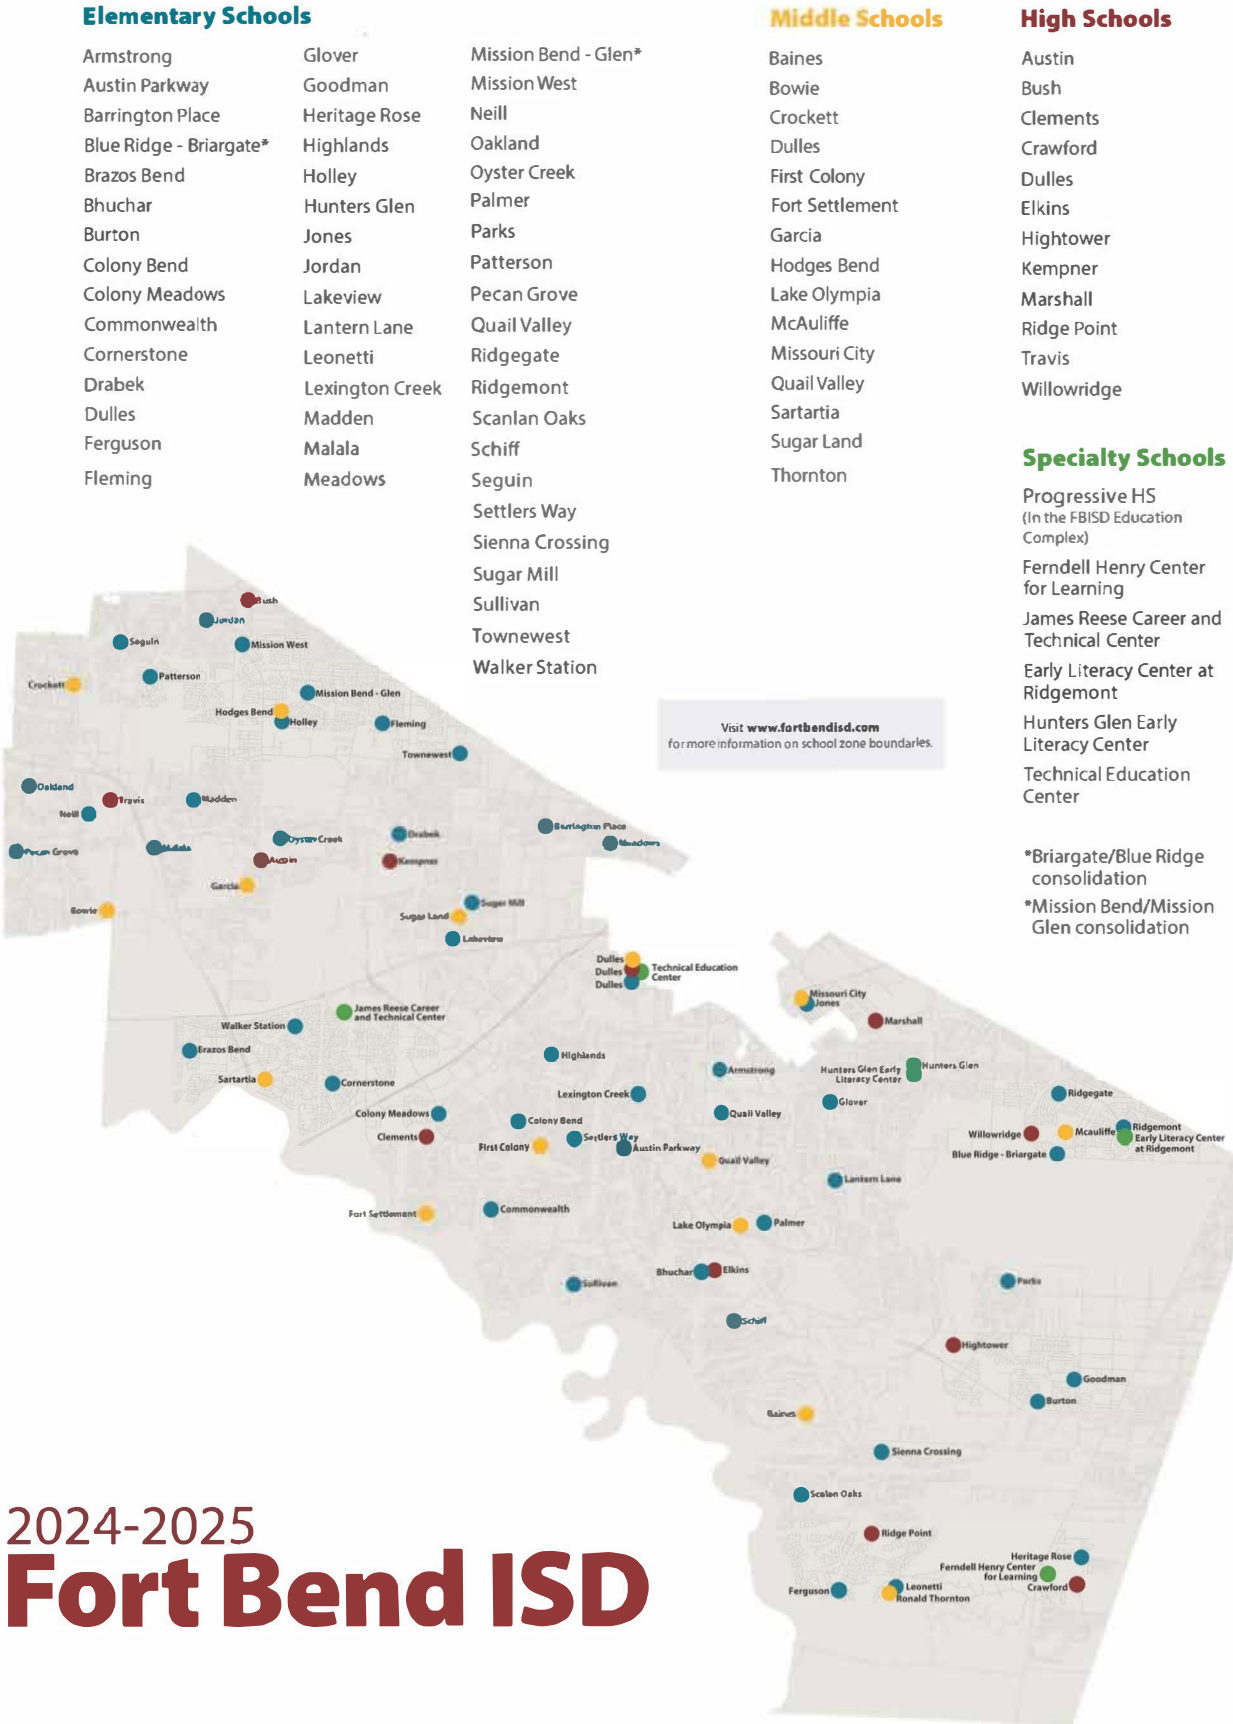 Elementary Schools
Armstrong
Austin Parkway
Barrington Place
Blue Ridge - Briargate*
Brazos Bend
Bhuchar
Burton
Colony Bend
Colony Meadows
Commonwealth
Cornerstone
Drabek
Dulles
Ferguson
Fleming
Glover
Goodman
Heritage Rose
Highlands
Holley
Hunters Glen
Jones
Jordan
Lakeview
Lantern Lane
Leonetti
Lexington Creek
Madden
Malala
Meadows
Mission Bend - Glen*
Mission West
Neill
Oakland
Oyster Creek
Palmer
Parks
Patterson
Pecan Grove
Quail Valley
Ridgegate
Ridgemont
Scanlan Oaks
Schiff
Seguin
Settlers Way
Sienna Crossing
Sugar Mill
Sullivan
Townewest
Walker Station
Middle Schools
Baines
Bowie
Crockett
Dulles
First Colony
Fort Settlement
Garcia
Hodges Bend
Lake Olympia
McAuliffe
Missouri City
Quail Valley
Sartartia
Sugar Land
Thornton
High Schools
Austin
Bush
Clements
Crawford
Dulles
Elkins
Hightower
Kempner
Marshall
Ridge Point
Travis
Willowridge
Specialty Schools
Progressive HS
(In the FBISD Education
Complex)
Ferndell Henry Center
for Learning
James Reese Career and
Technical Center
Early Literacy Center at
Ridgemont
Hunters Glen Early
Literacy Center
Technical Education
Center
*Briargate/Blue Ridge
consolidation
*Mission Bend/Mission
Glen consolidation
Visit www.fortbendisd.com
for more information on school zone boundaries.
Bush
Jordan
Seguin
Mission West
Patterson
Crockett
Mission Bend - Glen
Hodges Bend
Holley
Fleming
Townewest
Oakland
Travis
Madden
Neill
Barrington Place
Drabek
Oyster Creek
Meadows
Malala
Pecan Grove
Austin
Kempner
Garcia
Sugar Mill
Bowie
Sugar Land
Lakeview
Dulles
Dulles
Dulles
Technical Education
Center
Missouri City
Jones
James Reese Career
and Technical Center
Marshall
Walker Station
Brazos Bend
Highlands
Sartartia
Cornerstone
Armstrong
Hunters Glen Early
Literacy Center
Hunters Glen
Lexington Creek
Ridgegate
Glover
Colony Meadows
Quail Valley
Colony Bend
Clements
First Colony
Settlers Way
Austin Parkway
Willowridge
Mcauliffe
Ridgemont
Early Literacy Center
at Ridgemont
Blue Ridge - Briargate
Quail Valley
Lantern Lane
Fort Settlement
Commonwealth
Lake Olympia
Palmer
Bhuchar
Elkins
Sullivan
Parks
Schiff
Hightower
Goodman
Burton
Baines
Sienna Crossing
Scalan Oaks
Ridge Point
Heritage Rose
Ferndell Henry Center
for Learning
Crawford
Ferguson
Leonetti
Ronald Thornton
2024-2025
Fort Bend ISD